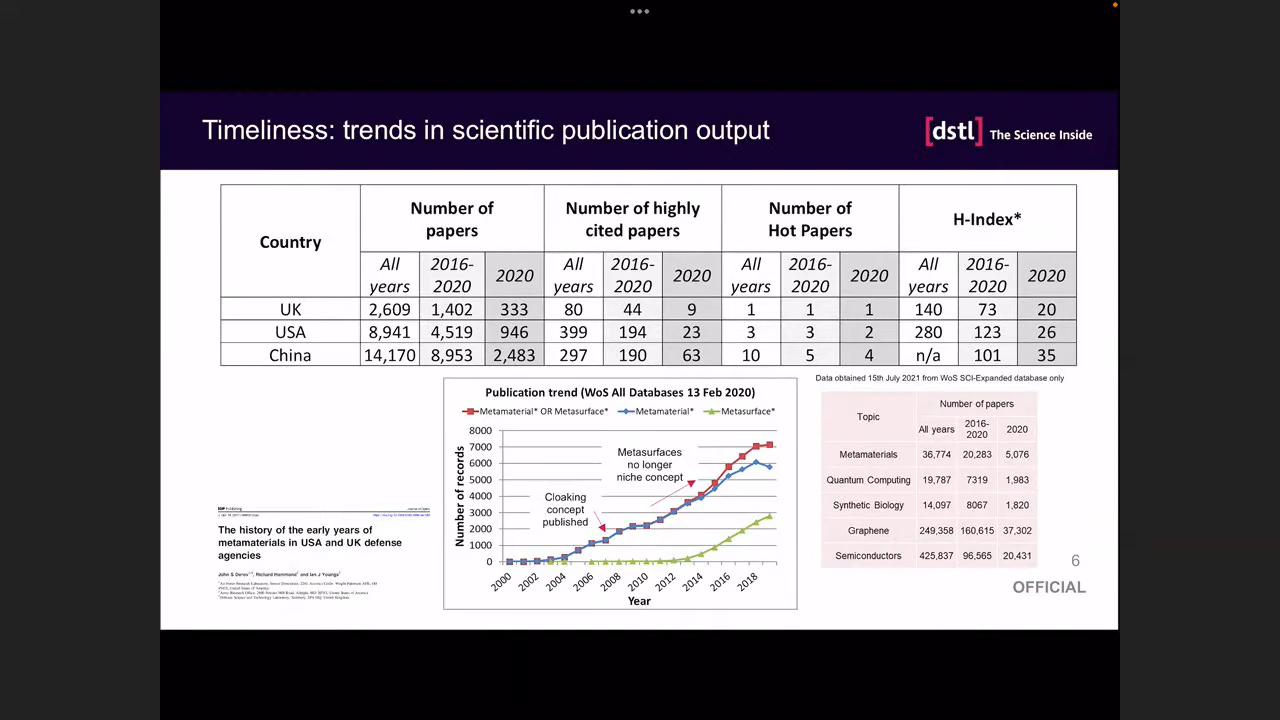 Timeliness: trends in scientific publication output
[dstl] The Science Inside
Country
Number of papers
Number of highly cited papers
Number of Hot Papers
H-Index*
All years 2016-2020 2020 All years 2016-2020 2020 All years 2016-2020 2020 All years 2016-2020 2020
UK 2,609 1,402 333 80 44 9 1 1 1 140 73 20
USA 8,941 4,519 946 399 194 23 3 3 2 280 123 26
China 14,170 8,953 2,483 297 190 63 10 5 4 n/a 101 35
Data obtained 15th July 2021 from WoS SCI-Expanded database only
Publication trend (WoS All Databases 13 Feb 2020)
Metamaterial* OR Metasurface* Metamaterial* Metasurface*
Number of records
8000
7000
6000
5000
4000
3000
2000
1000
0
Cloaking
concept
published
Metasurfaces
no longer
niche concept
2000 2002 2004 2006 2008 2010 2012 2014 2016 2018
Year
Topic
Number of papers
All years 2016-2020 2020
Metamaterials 36,774 20,283 5,076
Quantum Computing 19,787 7319 1,983
Synthetic Biology 14,097 8067 1,820
Graphene 249,358 160,615 37,302
Semiconductors 425,837 96,565 20,431
IOP Publishing
Journal of Optics
The history of the early years of
metamaterials in USA and UK defense
agencies
6
OFFICIAL